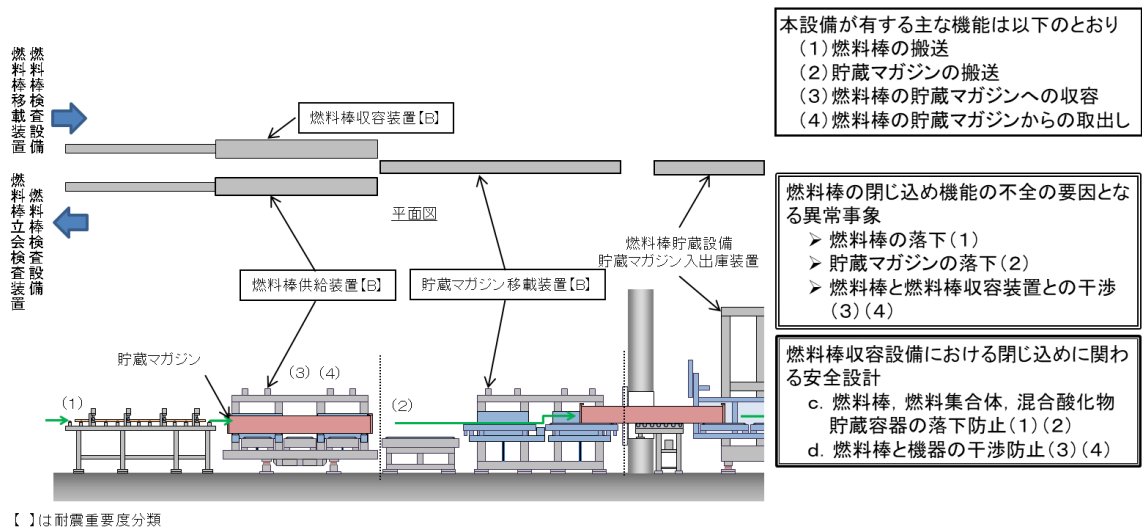 燃料棒検査設備
燃料棒移載装置
燃料棒検査設備
燃料棒立会検査装置
燃料棒収容装置【B】
平面図
燃料棒貯蔵設備
貯蔵マガジン入出庫装置
燃料棒供給装置【B】
貯蔵マガジン移載装置【B】
貯蔵マガジン
(1)
(3)(4)
(2)
【 】は耐震重要度分類
本設備が有する主な機能は以下のとおり
(1)燃料棒の搬送
(2)貯蔵マガジンの搬送
(3)燃料棒の貯蔵マガジンへの収容
(4)燃料棒の貯蔵マガジンからの取出し
燃料棒の閉じ込め機能の不全の要因とな
る異常事象
➢ 燃料棒の落下(1)
➢ 貯蔵マガジンの落下(2)
➢ 燃料棒と燃料棒収容装置との干渉
(3)(4)
燃料棒収容設備における閉じ込めに関わ
る安全設計
c. 燃料棒,燃料集合体,混合酸化物
貯蔵容器の落下防止(1)(2)
d. 燃料棒と機器の干渉防止(3)(4)